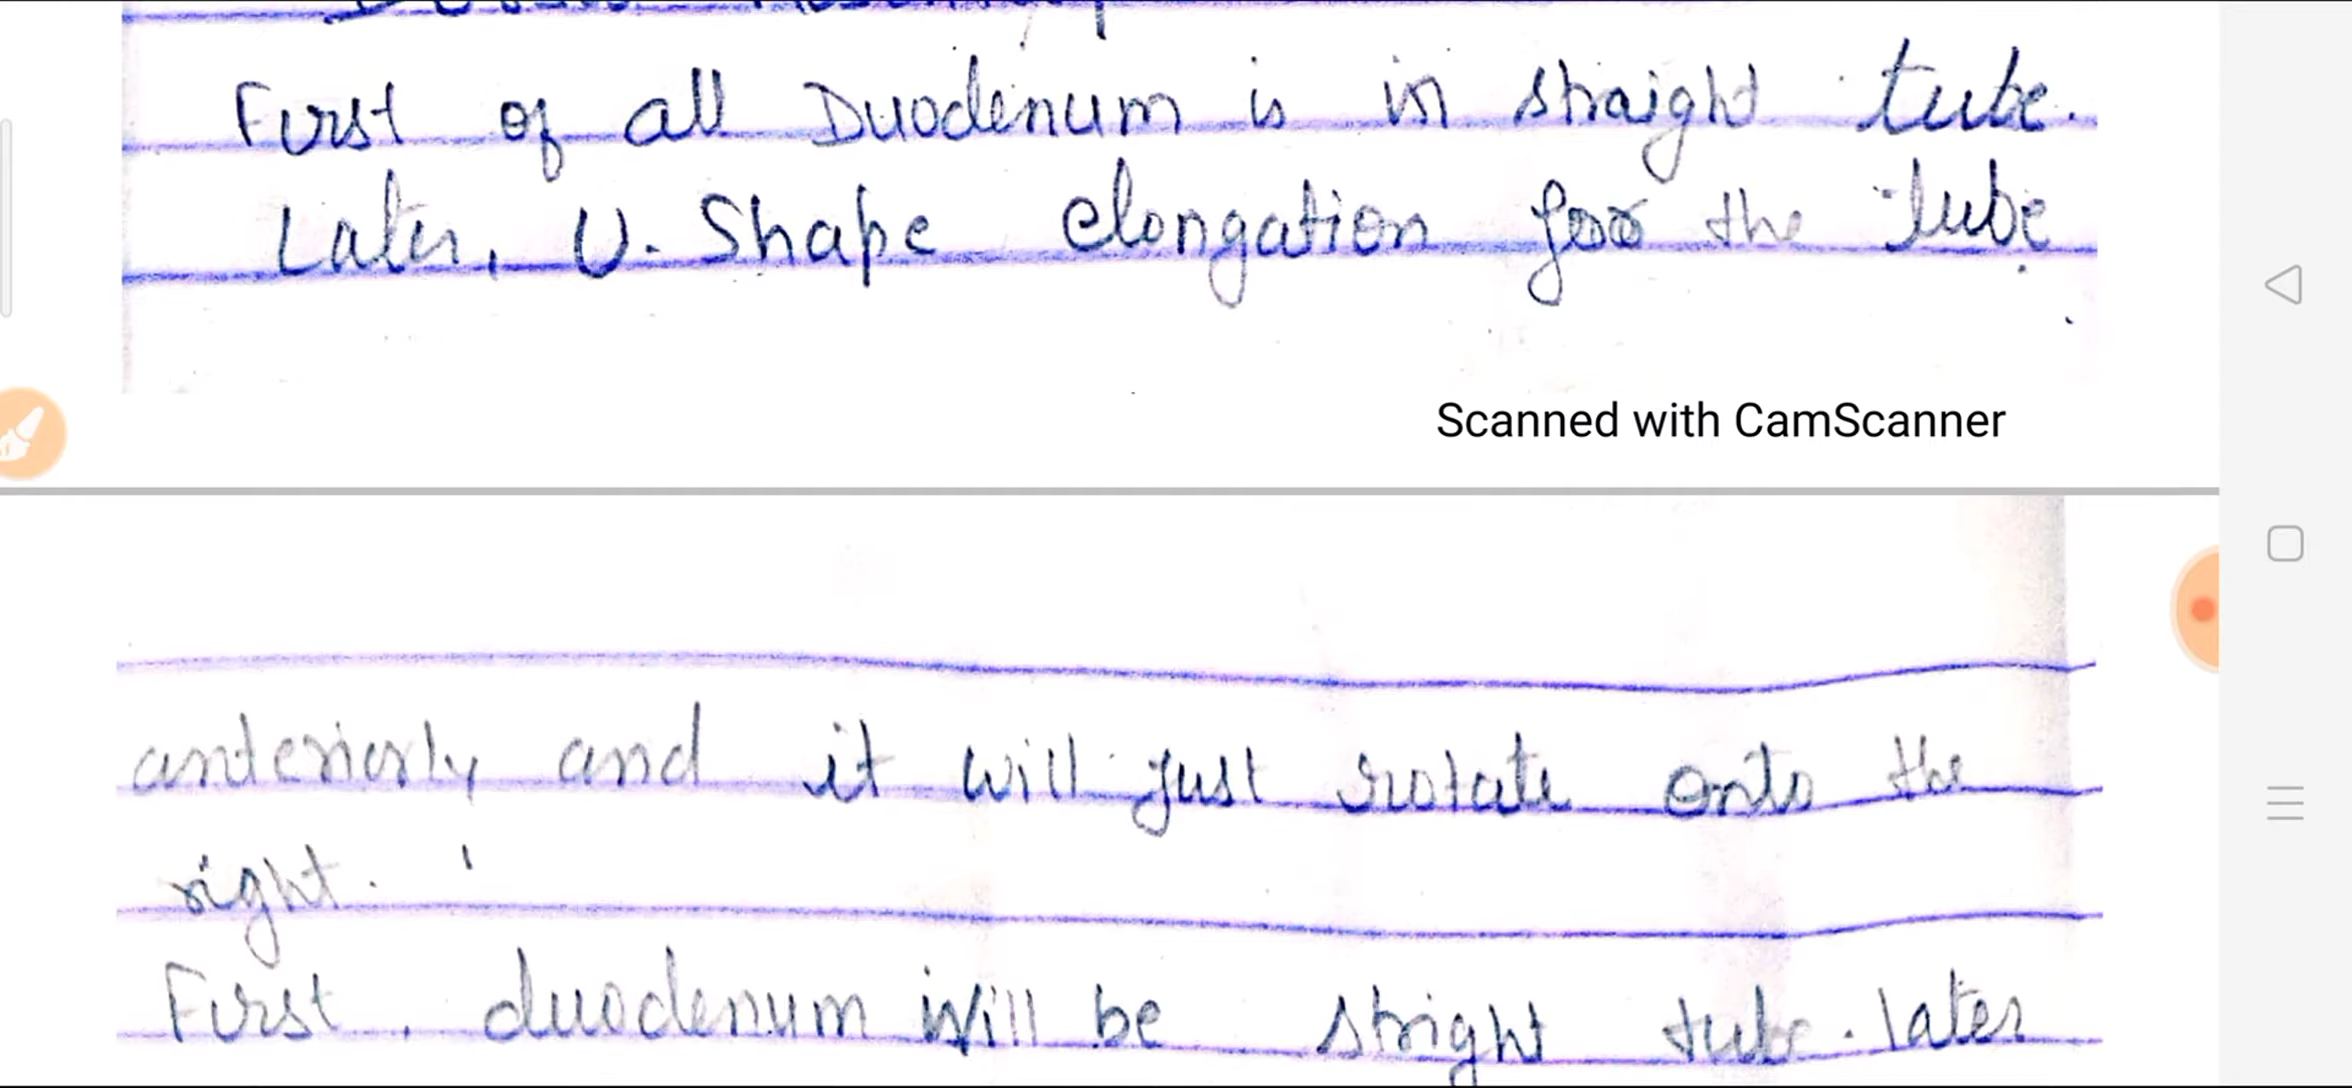 First of all Duodenum is in straight tube.
Later, U. Shape elongation for the tube
Scanned with CamScanner
anteriorly and it will just rotate onto the
right.
First, duodenum will be stright tube. later